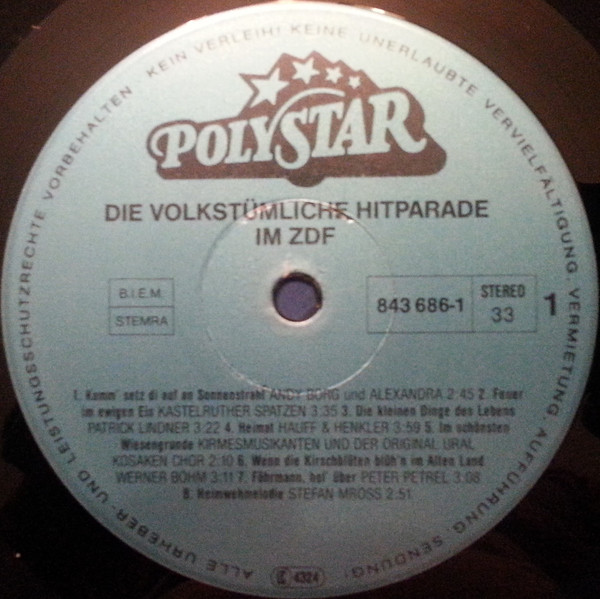 ALLE URHEBER- UND LEISTUNGSSCHUTZRECHTE VORBEHALTEN · KEIN VERLEIH! KEINE UNERLAUBTE VERVIELFÄLTIGUNG, VERMIETUNG, AUFFÜHRUNG, SENDUNG!
POLYSTAR
DIE VOLKSTÜMLICHE HITPARADE
IM ZDF
B.I.E.M.
STEMRA
843 686-1
STEREO
33
1
1. Komm' setz di auf an Sonnenstrahl ANDY BORG und ALEXANDRA 2:45 2. Feuer
im ewigen Eis KASTELRUTHER SPATZEN 3:35 3. Die kleinen Dinge des Lebens
PATRICK LINDNER 3:22 4. Heimat HAUFF & HENKLER 3:59 5. Im schönsten
Wiesengrunde KIRMESMUSIKANTEN UND DER ORIGINAL URAL
KOSAKEN CHOR 2:10 6. Wenn die Kirschblüten blüh'n im Alten Land
WERNER BÖHM 3:11 7. Fährmann, hol' über PETER PETREL 3:08
8. Heimwehmelodie STEFAN MROSS 2:51
LC 4324